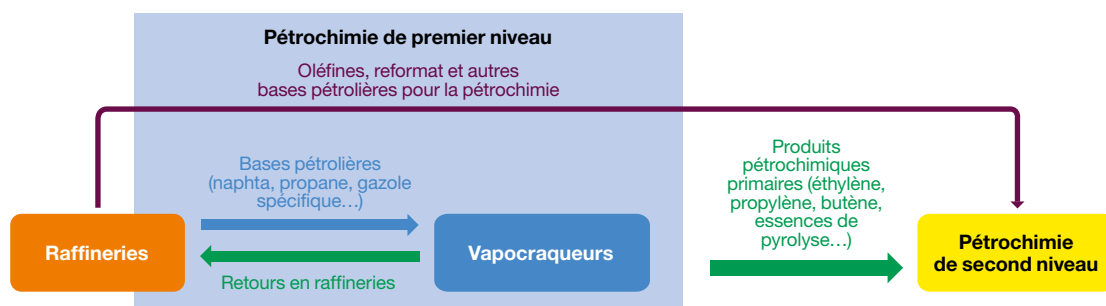 Pétrochimie de premier niveau
Oléfines, reformat et autres
bases pétrolières pour la pétrochimie
Bases pétrolières
(naphta, propane, gazole
spécifique…)
Produits
pétrochimiques
primaires (éthylène,
propylène, butène,
essences de
pyrolyse…)
Raffineries
Vapocraqueurs
Retours en raffineries
Pétrochimie
de second niveau